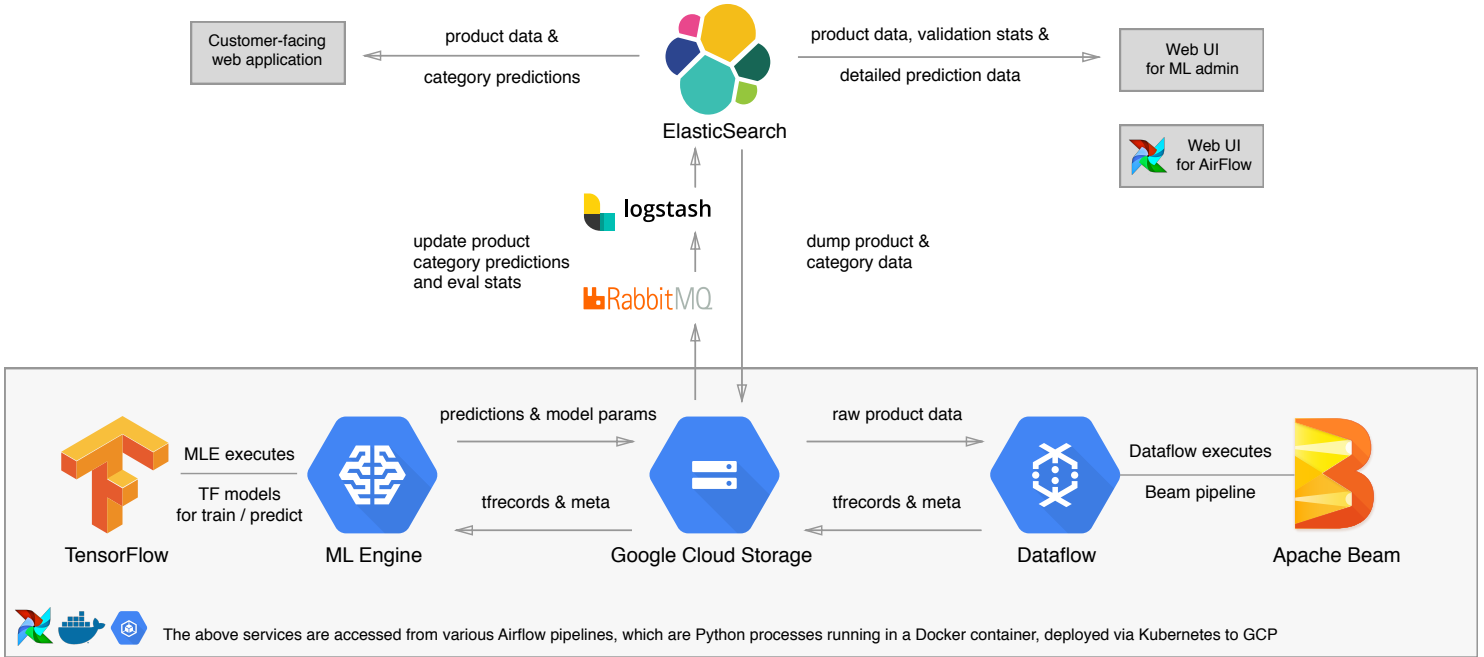 Customer-facing
web application
product data &
category predictions
ElasticSearch
product data, validation stats &
detailed prediction data
Web UI
for ML admin
Web UI
for AirFlow
logstash
update product
category predictions
and eval stats
RabbitMQ
dump product &
category data
TensorFlow
MLE executes
TF models
for train / predict
ML Engine
predictions & model params
tfrecords & meta
Google Cloud Storage
raw product data
tfrecords & meta
Dataflow
Dataflow executes
Beam pipeline
Apache Beam
The above services are accessed from various Airflow pipelines, which are Python processes running in a Docker container, deployed via Kubernetes to GCP